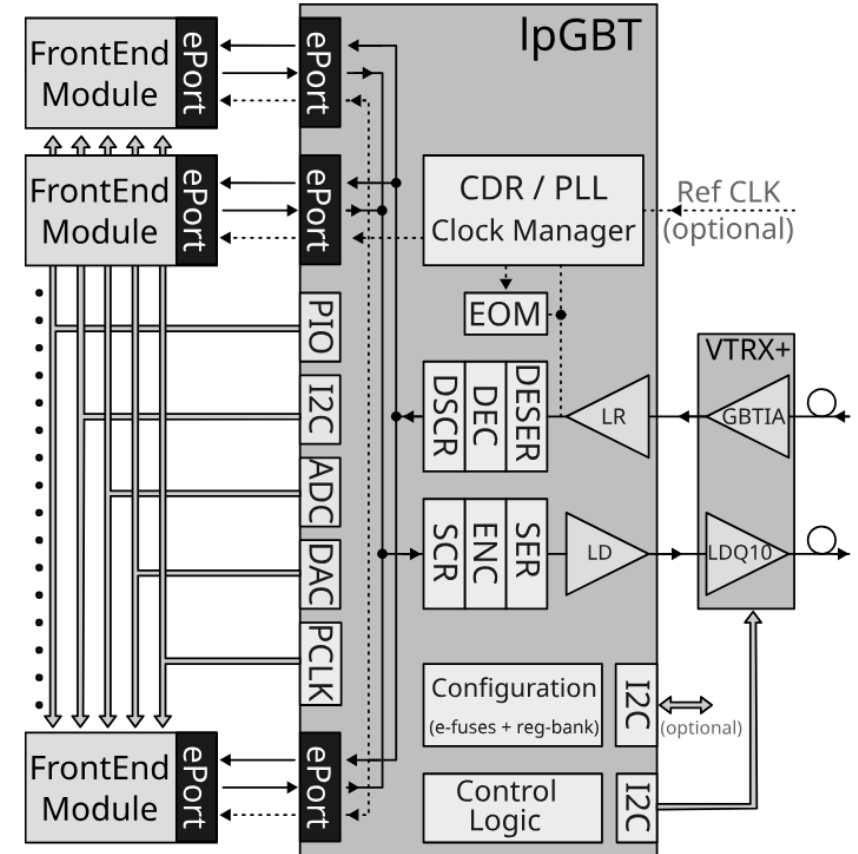 lpGBT
FrontEnd
Module
ePort
ePort
FrontEnd
Module
ePort
ePort
CDR / PLL
Clock Manager
Ref CLK
(optional)
EOM
PIO
VTRX+
I2C
DSCR
DEC
DESER
LR
GBTIA
ADC
SCR
ENC
SER
LD
LDQ10
DAC
PCLK
Configuration
(e-fuses + reg-bank)
I2C
(optional)
FrontEnd
Module
ePort
ePort
Control
Logic
I2C